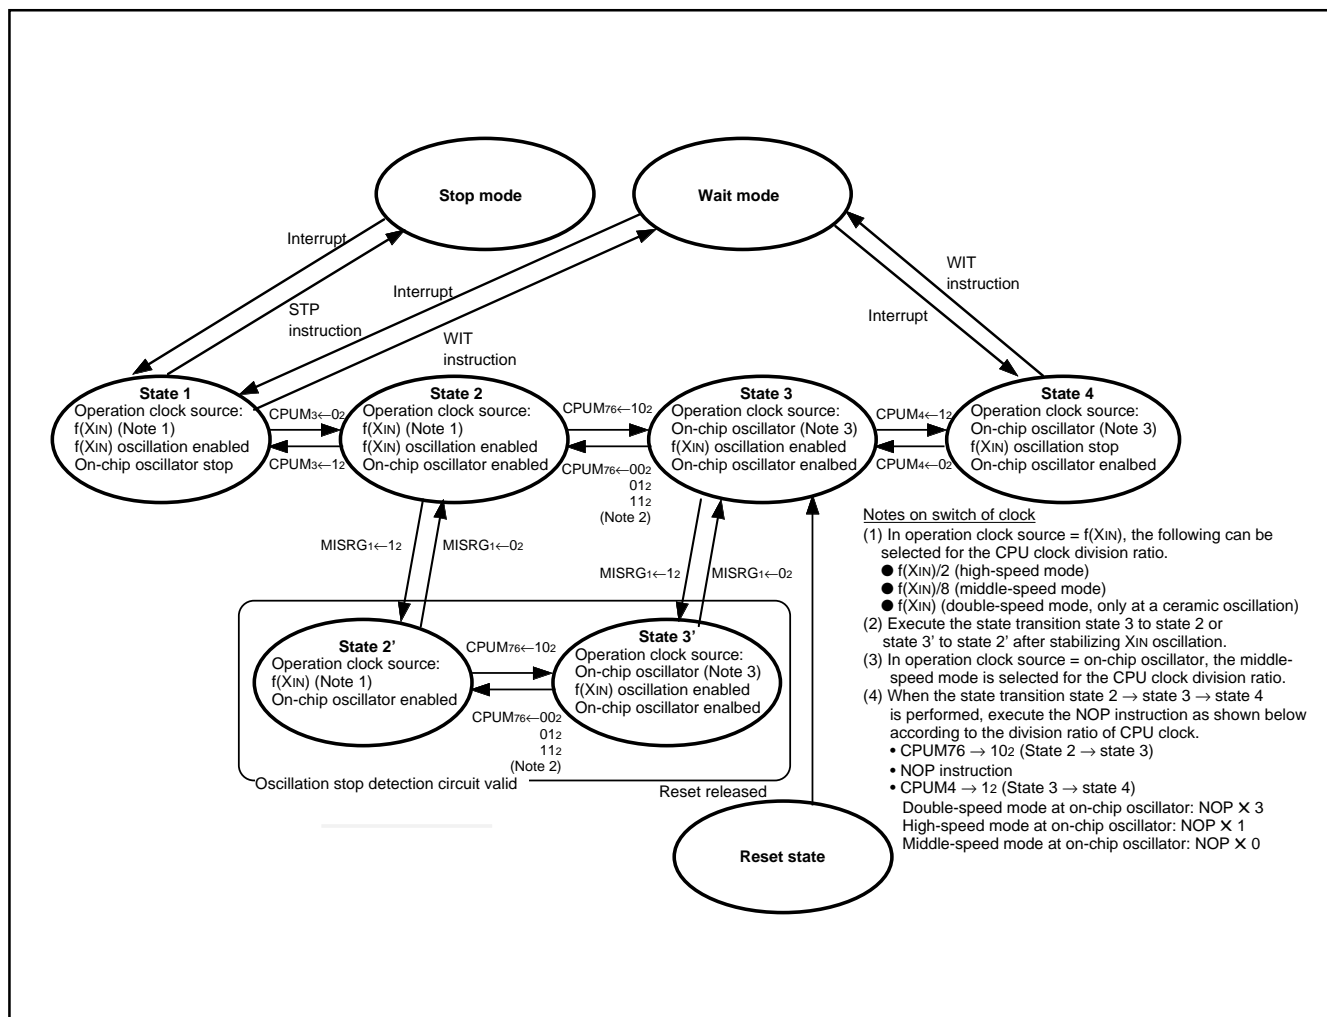 Stop mode
Wait mode
Interrupt
STP
instruction
Interrupt
WIT
instruction
WIT
instruction
Interrupt
State 1
Operation clock source:
f(XIN) (Note 1)
f(XIN) oscillation enabled
On-chip oscillator stop
CPUM3←02
CPUM3←12
State 2
Operation clock source:
f(XIN) (Note 1)
f(XIN) oscillation enabled
On-chip oscillator enabled
CPUM76←102
CPUM76←002
012
112
(Note 2)
State 3
Operation clock source:
On-chip oscillator (Note 3)
f(XIN) oscillation enabled
On-chip oscillator enalbed
CPUM4←12
CPUM4←02
State 4
Operation clock source:
On-chip oscillator (Note 3)
f(XIN) oscillation stop
On-chip oscillator enalbed
MISRG1←12
MISRG1←02
MISRG1←12
MISRG1←02
State 2’
Operation clock source:
f(XIN) (Note 1)
On-chip oscillator enabled
CPUM76←102
CPUM76←002
012
112
(Note 2)
State 3’
Operation clock source:
On-chip oscillator (Note 3)
f(XIN) oscillation enabled
On-chip oscillator enalbed
Oscillation stop detection circuit valid
Reset released
Reset state
Notes on switch of clock
(1) In operation clock source = f(XIN), the following can be
selected for the CPU clock division ratio.
● f(XIN)/2 (high-speed mode)
● f(XIN)/8 (middle-speed mode)
● f(XIN) (double-speed mode, only at a ceramic oscillation)
(2) Execute the state transition state 3 to state 2 or
state 3’ to state 2’ after stabilizing XIN oscillation.
(3) In operation clock source = on-chip oscillator, the middle-
speed mode is selected for the CPU clock division ratio.
(4) When the state transition state 2 → state 3 → state 4
is performed, execute the NOP instruction as shown below
according to the division ratio of CPU clock.
• CPUM76 → 102 (State 2 → state 3)
• NOP instruction
• CPUM4 → 12 (State 3 → state 4)
Double-speed mode at on-chip oscillator: NOP ✕ 3
High-speed mode at on-chip oscillator: NOP ✕ 1
Middle-speed mode at on-chip oscillator: NOP ✕ 0